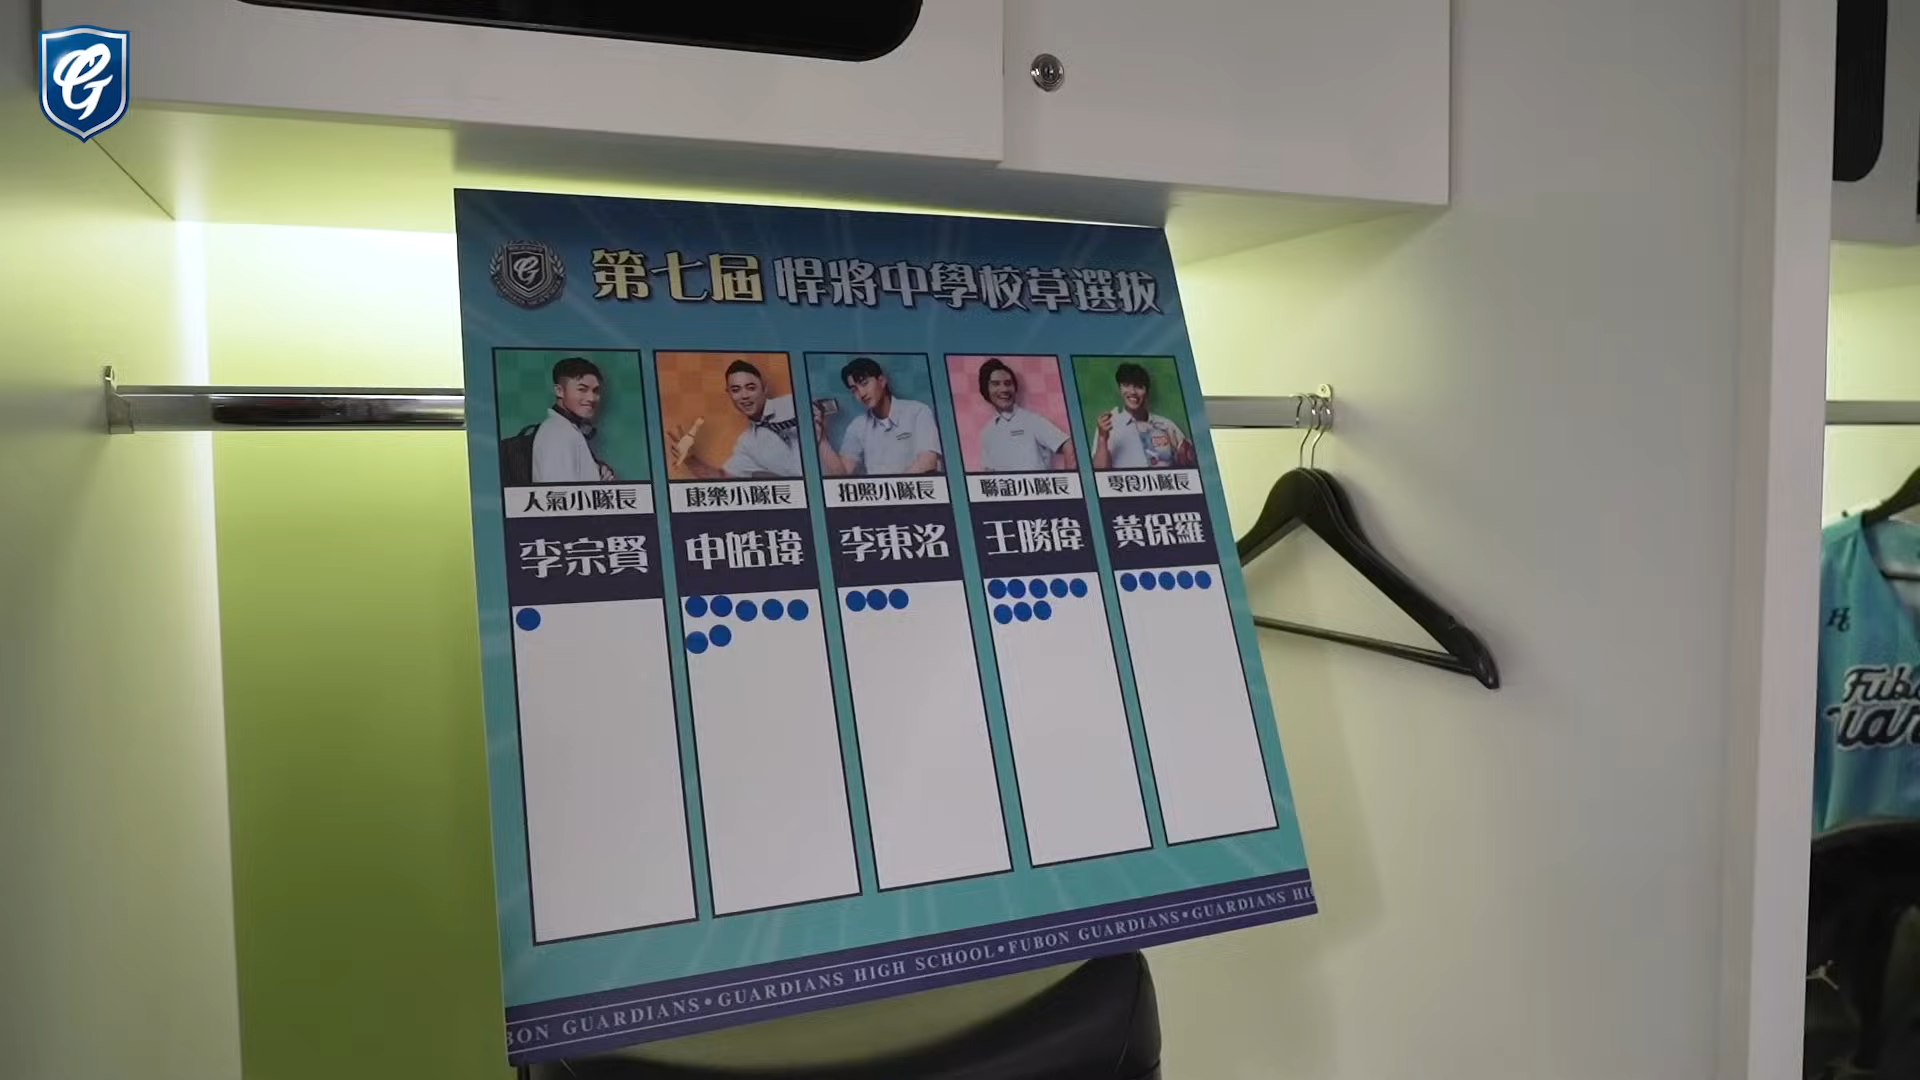 第七屆 悍將中學校草選拔
人氣小隊長
康樂小隊長
拍照小隊長
聯誼小隊長
零食小隊長
李宗賢
申皓瑋
李東洺
王勝偉
黃保羅
BON GUARDIANS•GUARDIANS HIGH SCHOOL•FUBON GUARDIANS•GUARDIANS HI
Fub